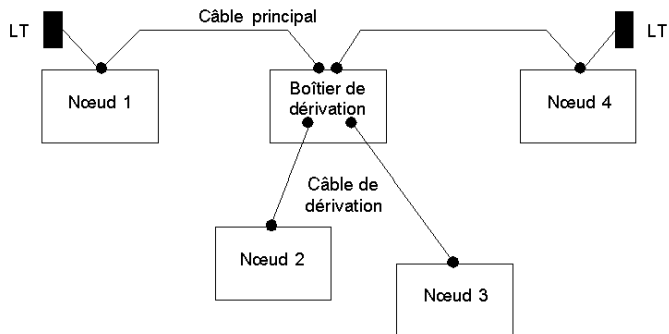 Câble principal
LT
LT
Nœud 1
Boîtier de
dérivation
Nœud 4
Câble de
dérivation
Nœud 2
Nœud 3